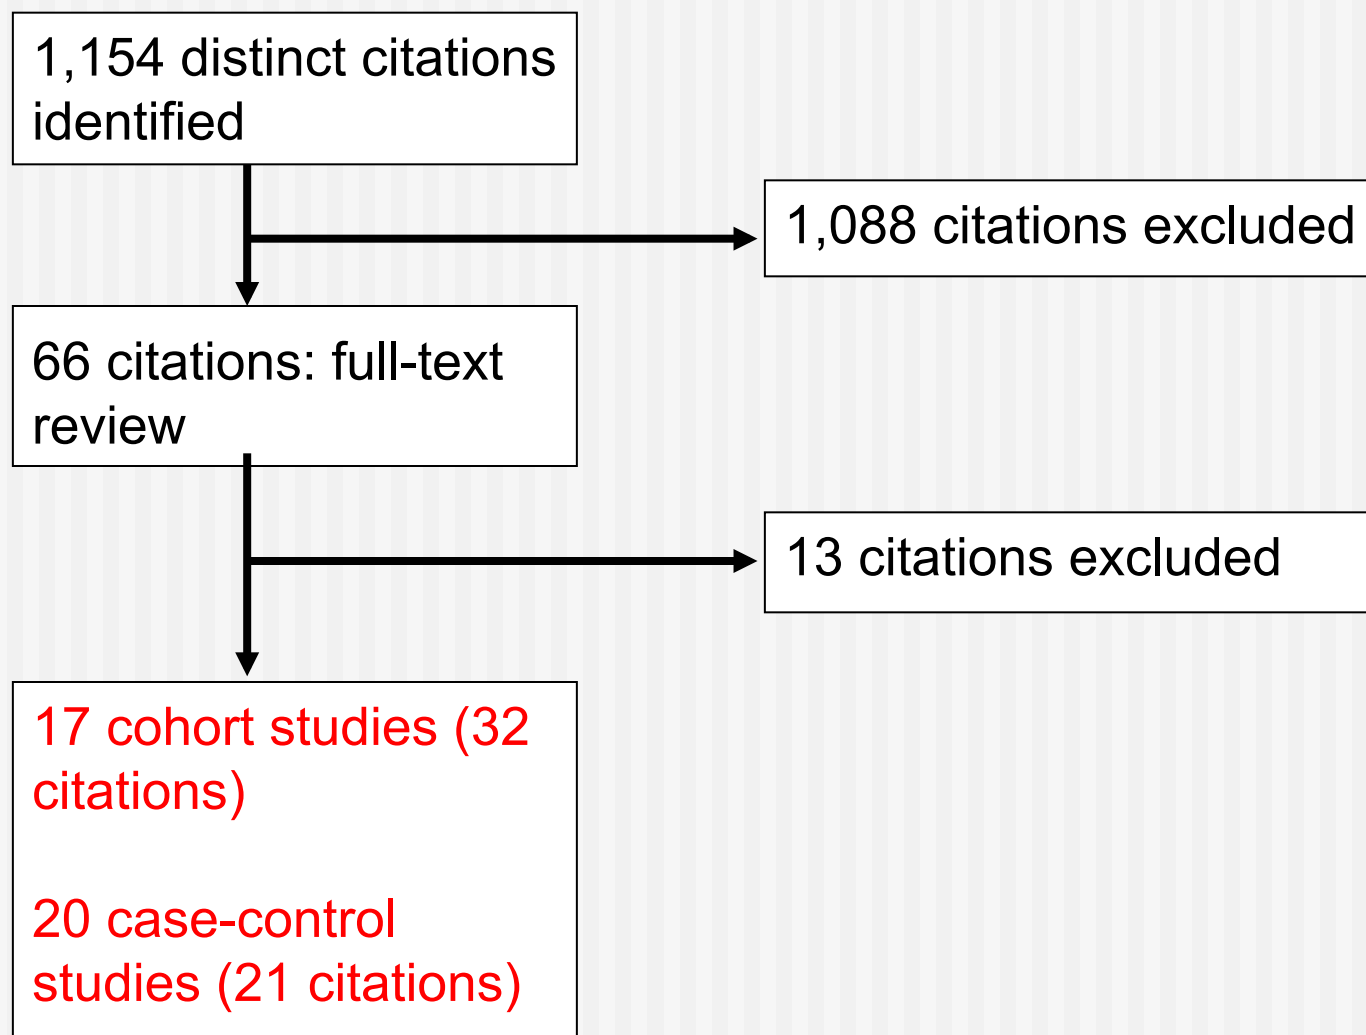 1,154 distinct citations
identified
1,088 citations excluded
66 citations: full-text
review
13 citations excluded
17 cohort studies (32
citations)
20 case-control
studies (21 citations)